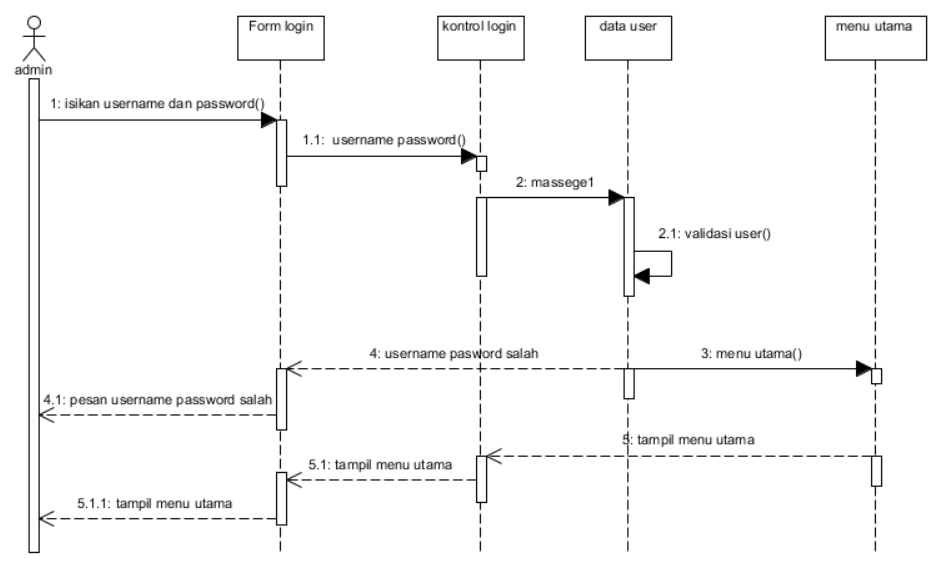 Form login
kontrol login
data user
menu utama
admin
1: isikan username dan password()
1.1: username password()
2: massege1
2.1: validasi user()
4: username pasword salah
3: menu utama()
4.1: pesan username password salah
5: tampil menu utama
5.1: tampil menu utama
5.1.1: tampil menu utama